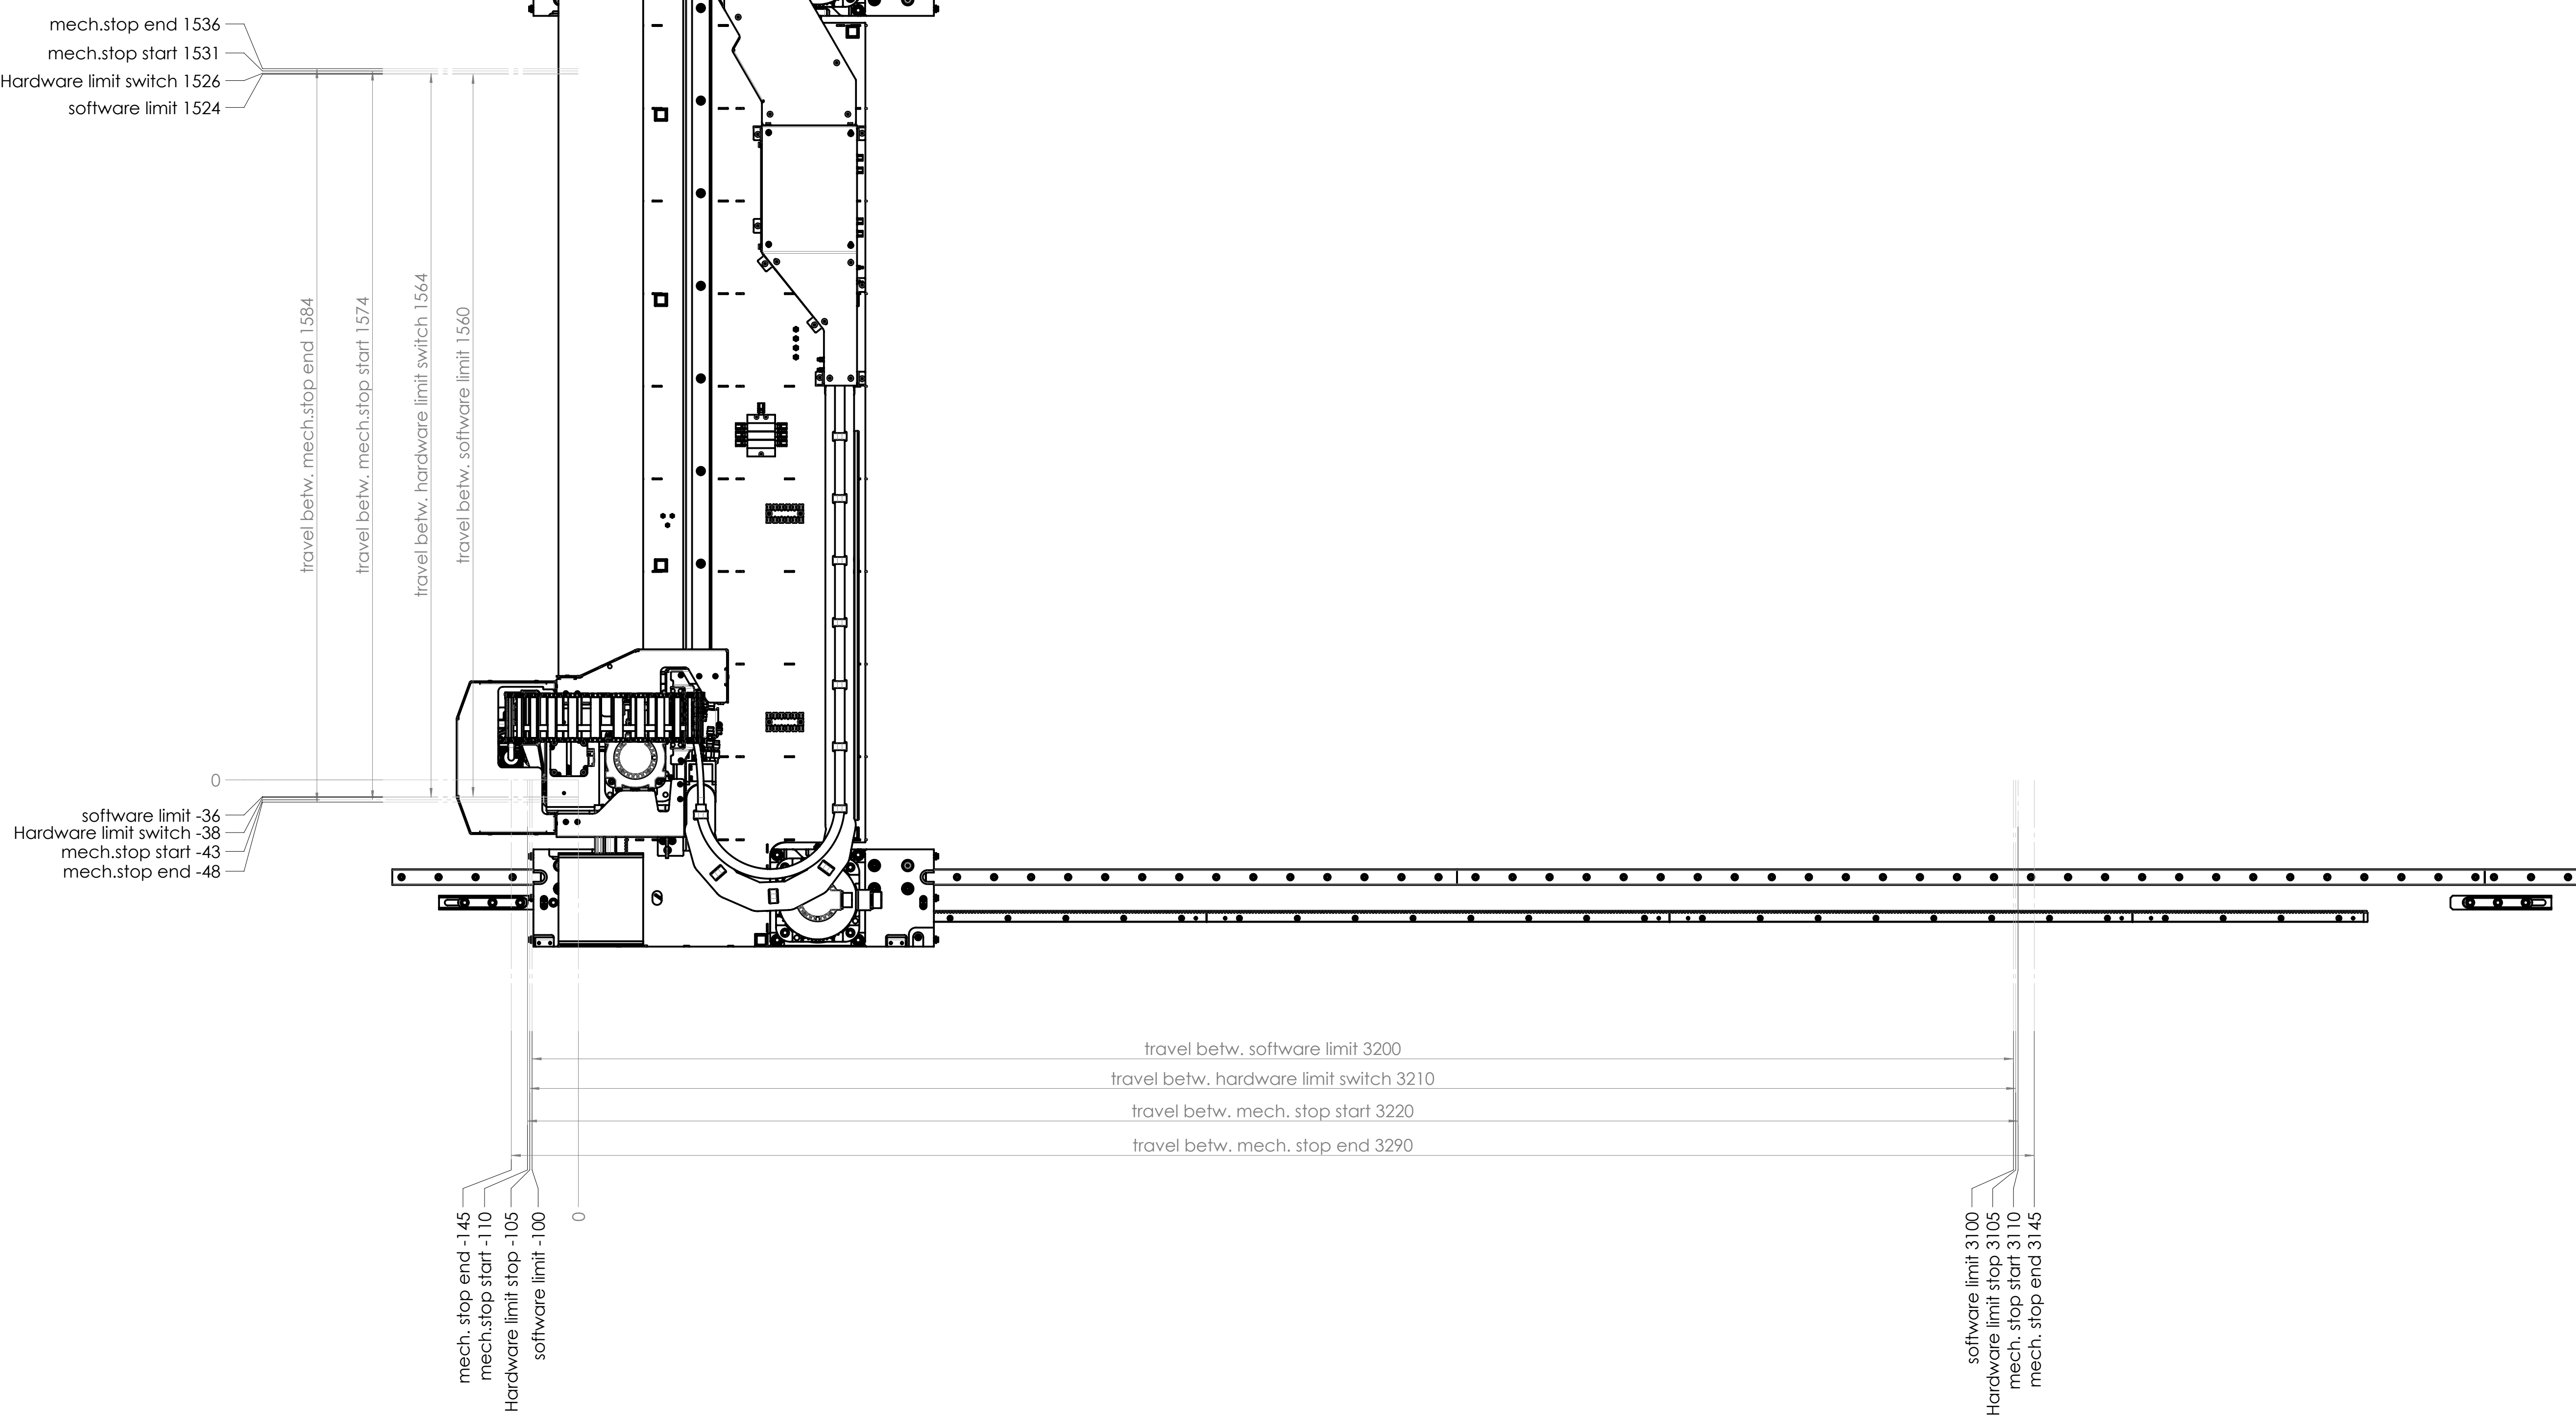 mech.stop end 1536
mech.stop start 1531
Hardware limit switch 1526
software limit 1524
travel betw. mech.stop end 1584
travel betw. mech.stop start 1574
travel betw. hardware limit switch 1564
travel betw. software limit 1560
0
software limit -36
Hardware limit switch -38
mech.stop start -43
mech.stop end -48
travel betw. software limit 3200
travel betw. hardware limit switch 3210
travel betw. mech. stop start 3220
travel betw. mech. stop end 3290
mech. stop end -145
mech.stop start -110
Hardware limit stop -105
software limit -100
0
software limit 3100
Hardware limit stop 3105
mech. stop start 3110
mech. stop end 3145